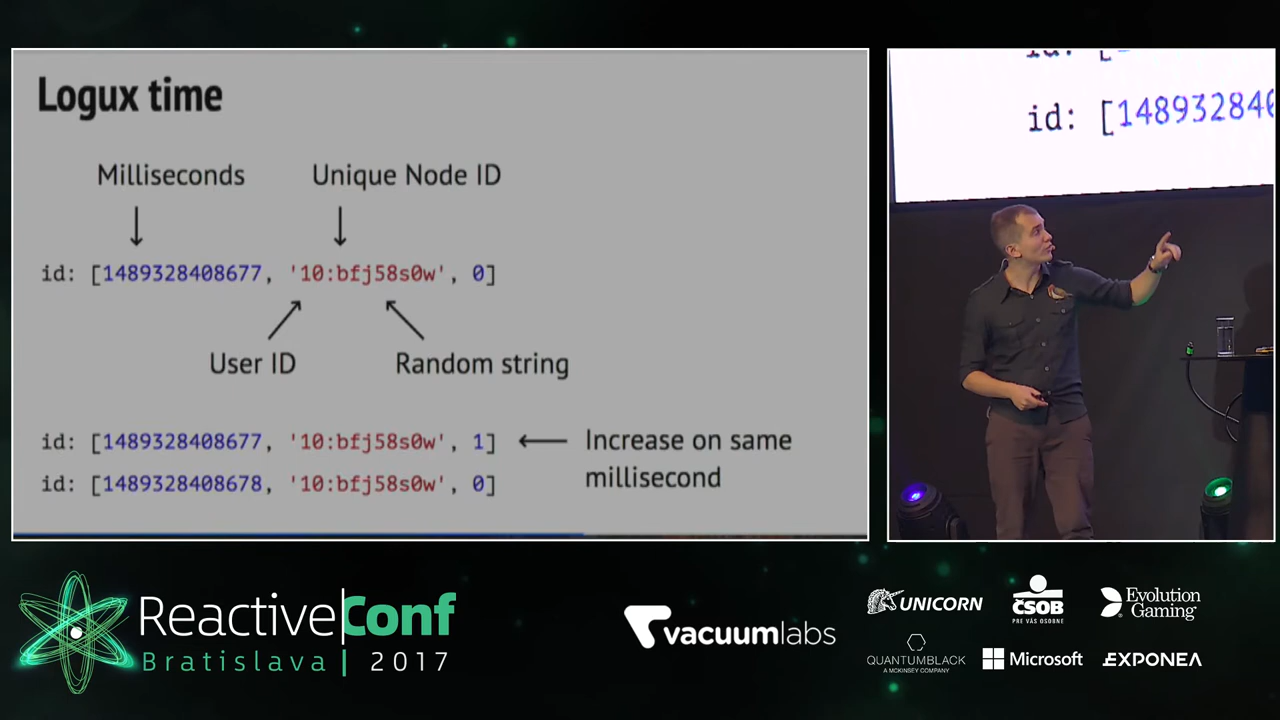 Logux time
Milliseconds
Unique Node ID
id: [1489328408677, '10:bfj58s0w', 0]
User ID
Random string
id: [1489328408677, '10:bfj58s0w', 1]
Increase on same
millisecond
id: [1489328408678, '10:bfj58s0w', 0]
id: [
id: [14893284
ReactiveConf
Bratislava | 2017
vacuumlabs
UNICORN
ČSOB
PRE VÁS OSOBNE
Evolution
Gaming
QUANTUMBLACK
A MCKINSEY COMPANY
Microsoft
EXPONEA